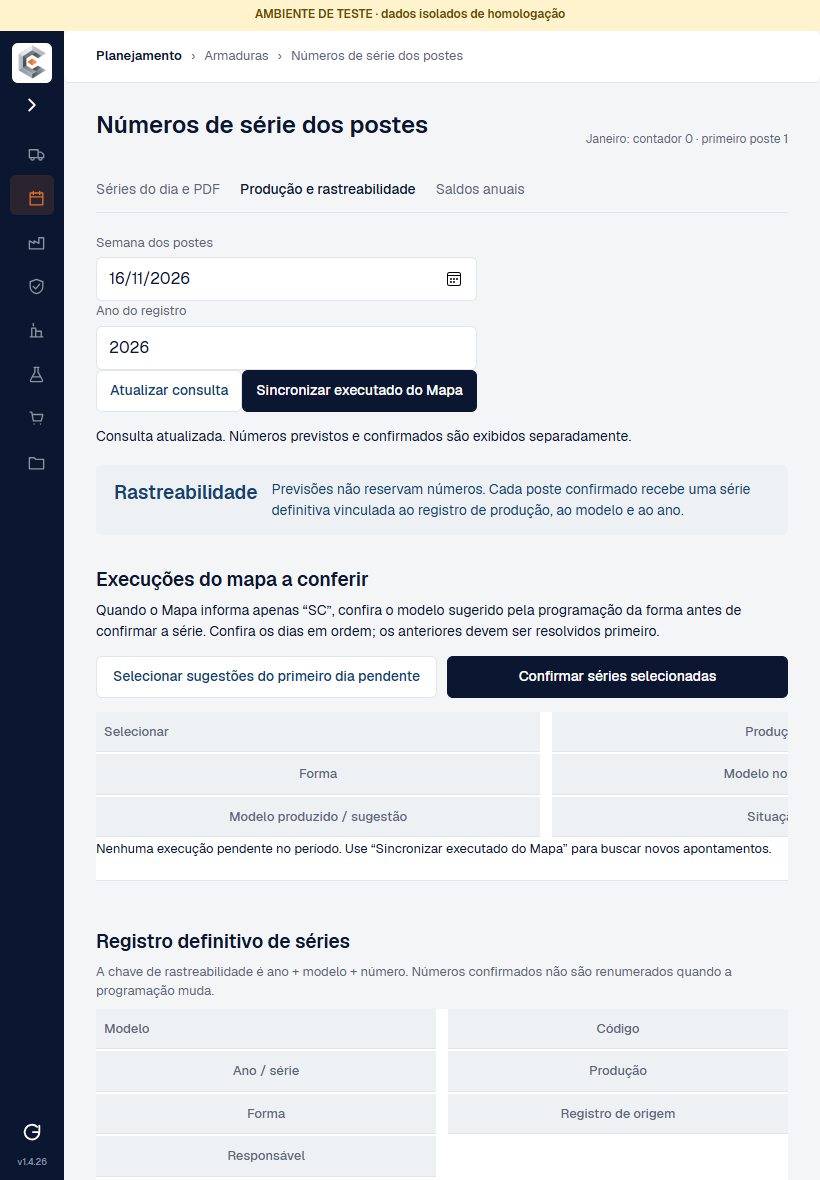 AMBIENTE DE TESTE · dados isolados de homologação
Planejamento › Armaduras › Números de série dos postes
Números de série dos postes
Janeiro: contador 0 · primeiro poste 1
Séries do dia e PDF Produção e rastreabilidade Saldos anuais
Semana dos postes
16/11/2026
Ano do registro
2026
Atualizar consulta Sincronizar executado do Mapa
Consulta atualizada. Números previstos e confirmados são exibidos separadamente.
Rastreabilidade Previsões não reservam números. Cada poste confirmado recebe uma série
definitiva vinculada ao registro de produção, ao modelo e ao ano.
Execuções do mapa a conferir
Quando o Mapa informa apenas “SC”, confira o modelo sugerido pela programação da forma antes de
confirmar a série. Confira os dias em ordem; os anteriores devem ser resolvidos primeiro.
Selecionar sugestões do primeiro dia pendente Confirmar séries selecionadas
Selecionar Produç
Forma Modelo no
Modelo produzido / sugestão Situaçã
Nenhuma execução pendente no período. Use “Sincronizar executado do Mapa” para buscar novos apontamentos.
Registro definitivo de séries
A chave de rastreabilidade é ano + modelo + número. Números confirmados não são renumerados quando a
programação muda.
Modelo Código
Ano / série Produção
Forma Registro de origem
Responsável
v1.4.26